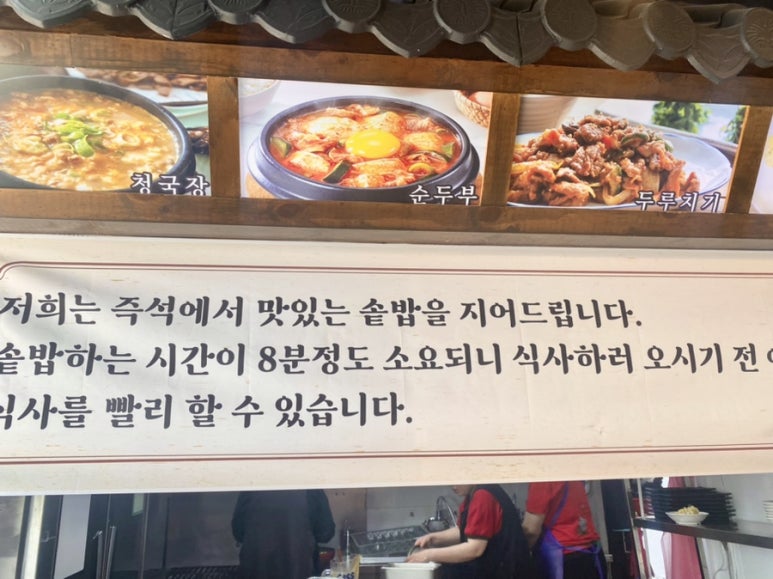 청국장
순두부
두루치기
저희는 즉석에서 맛있는 솥밥을 지어드립니다.
솥밥하는 시간이 8분정도 소요되니 식사하러 오시기 전
식사를 빨리 할 수 있습니다.